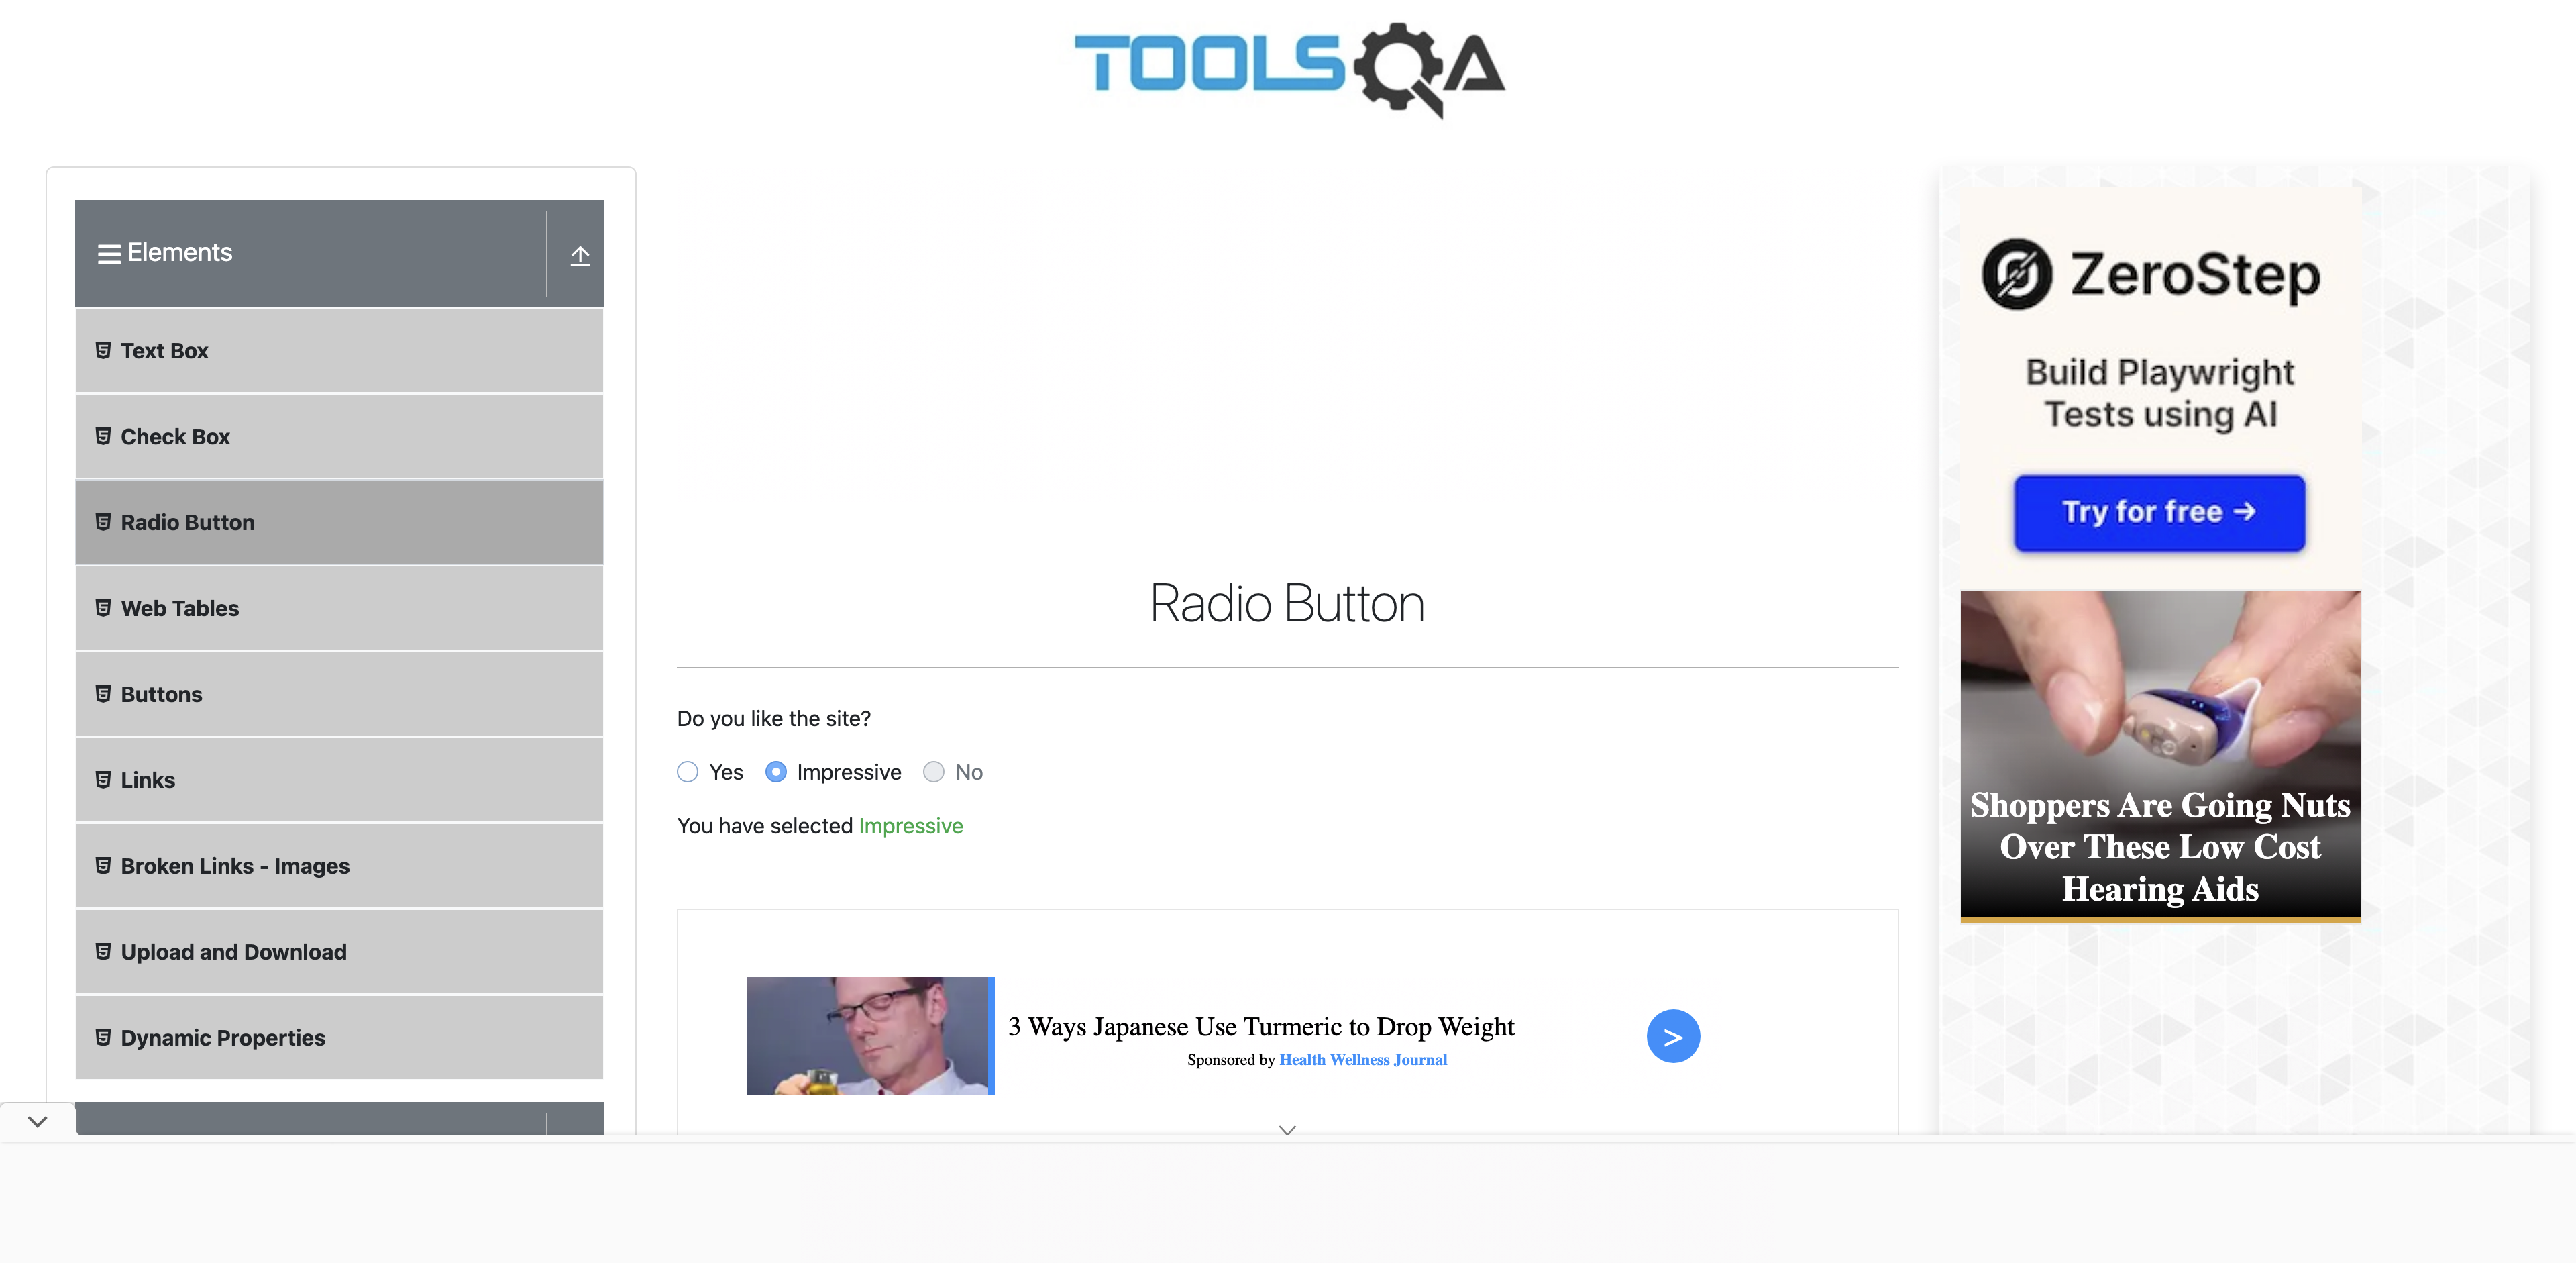 TOOLSQA
Elements
Text Box
Check Box
Radio Button
Web Tables
Buttons
Links
Broken Links - Images
Upload and Download
Dynamic Properties
Radio Button
Do you like the site?
Yes Impressive No
You have selected Impressive
3 Ways Japanese Use Turmeric to Drop Weight
Sponsored by Health Wellness Journal
>
ZeroStep
Build Playwright
Tests using AI
Try for free →
Shoppers Are Going Nuts
Over These Low Cost
Hearing Aids